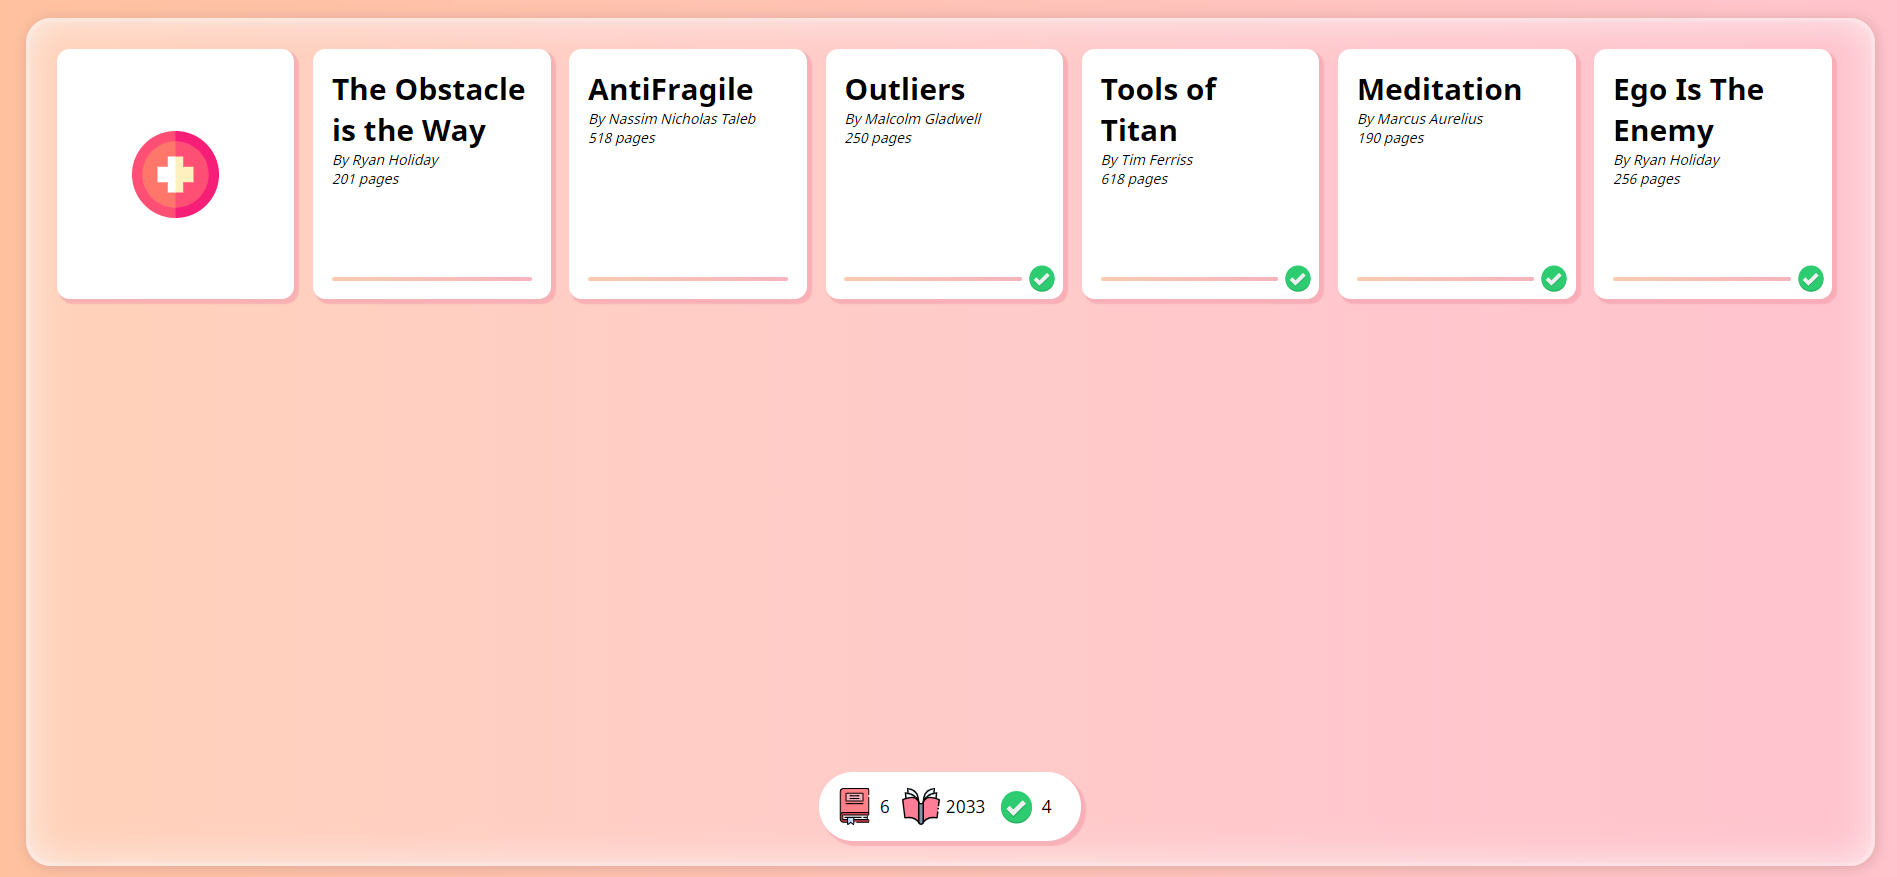 The Obstacle
is the Way
By Ryan Holiday
201 pages
AntiFragile
By Nassim Nicholas Taleb
518 pages
Outliers
By Malcolm Gladwell
250 pages
Tools of
Titan
By Tim Ferriss
618 pages
Meditation
By Marcus Aurelius
190 pages
Ego Is The
Enemy
By Ryan Holiday
256 pages
6 2033 4